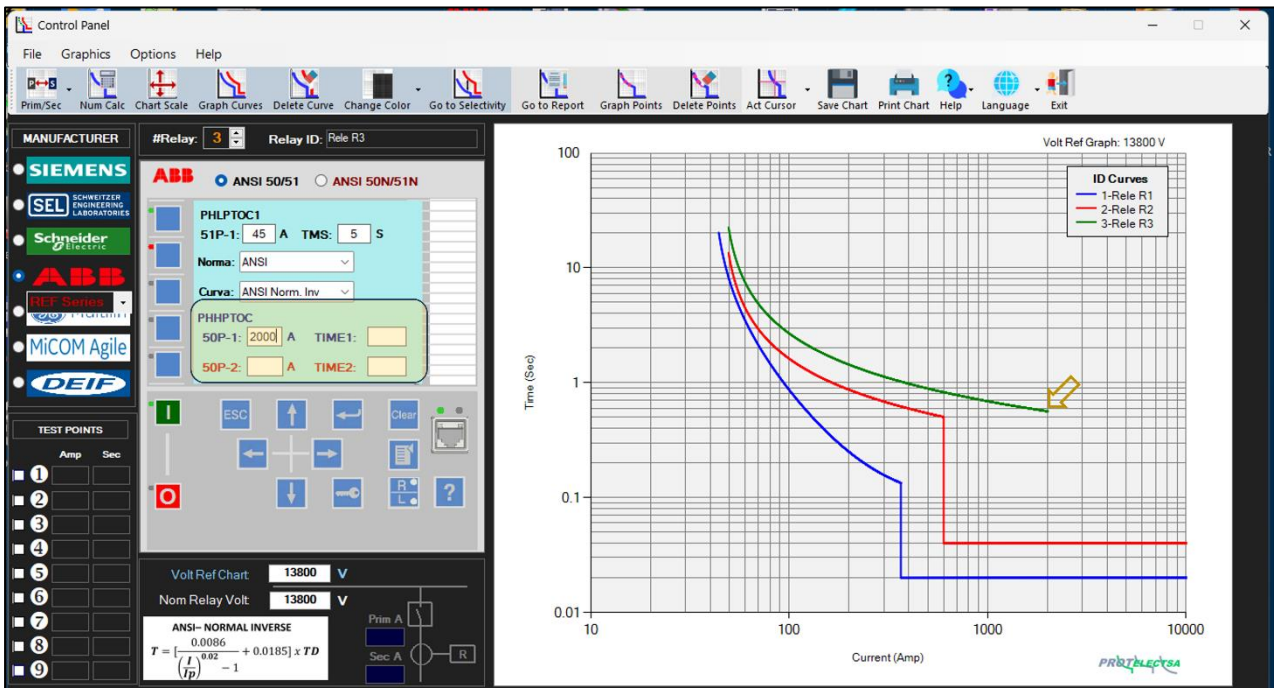 Control Panel
File Graphics Options Help
P↔S
Prim/Sec Num Calc Chart Scale Graph Curves Delete Curve Change Color Go to Selectivity Go to Report Graph Points Delete Points Act Cursor Save Chart Print Chart Help Language Exit
MANUFACTURER
#Relay: 3 Relay ID: Rele R3
SIEMENS
SEL SCHWEITZER ENGINEERING LABORATORIES
Schneider Electric
ABB
REF Series
MiCOM Agile
DEIF
ABB ANSI 50/51 ANSI 50N/51N
PHLPTOC1
51P-1: 45 A TMS: 5 S
Norma: ANSI
Curva: ANSI Norm. Inv
PHHPTOC
50P-1: 2000 A TIME1:
50P-2: A TIME2:
I
ESC
Clear
R
L
?
O
TEST POINTS
Amp Sec
1
2
3
4
5
6
7
8
9
Volt Ref Chart: 13800 V
Nom Relay Volt: 13800 V
ANSI– NORMAL INVERSE
T = [0.0086 / ((I/Ip)^0.02 − 1) + 0.0185] x TD
Prim A
Sec A
R
Volt Ref Graph: 13800 V
ID Curves
1-Rele R1
2-Rele R2
3-Rele R3
Time (Sec)
100
10
1
0.1
0.01
10 100 1000 10000
Current (Amp)
PROTELECTSA